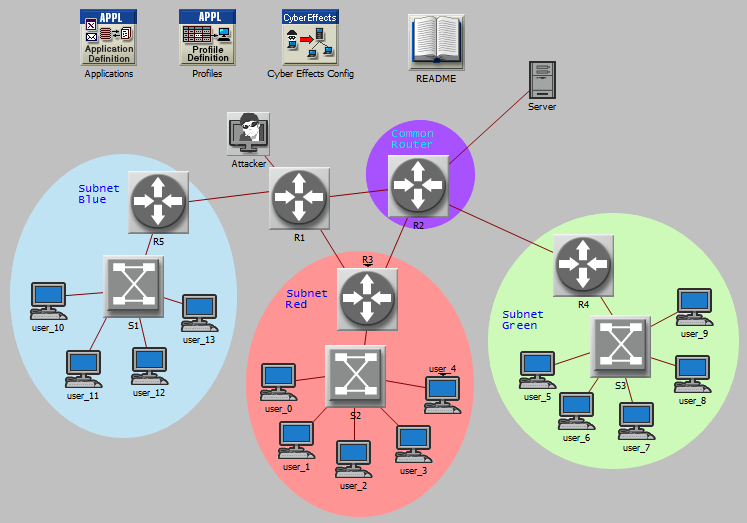 APPL
Application
Definition
Applications
APPL
Profile
Definition
Profiles
CyberEffects
Cyber Effects Config
README
Server
Attacker
Common
Router
R2
R1
Subnet
Blue
R5
S1
user_10
user_11
user_12
user_13
R3
Subnet
Red
S2
user_4
user_0
user_1
user_2
user_3
R4
Subnet
Green
S3
user_9
user_5
user_8
user_6
user_7